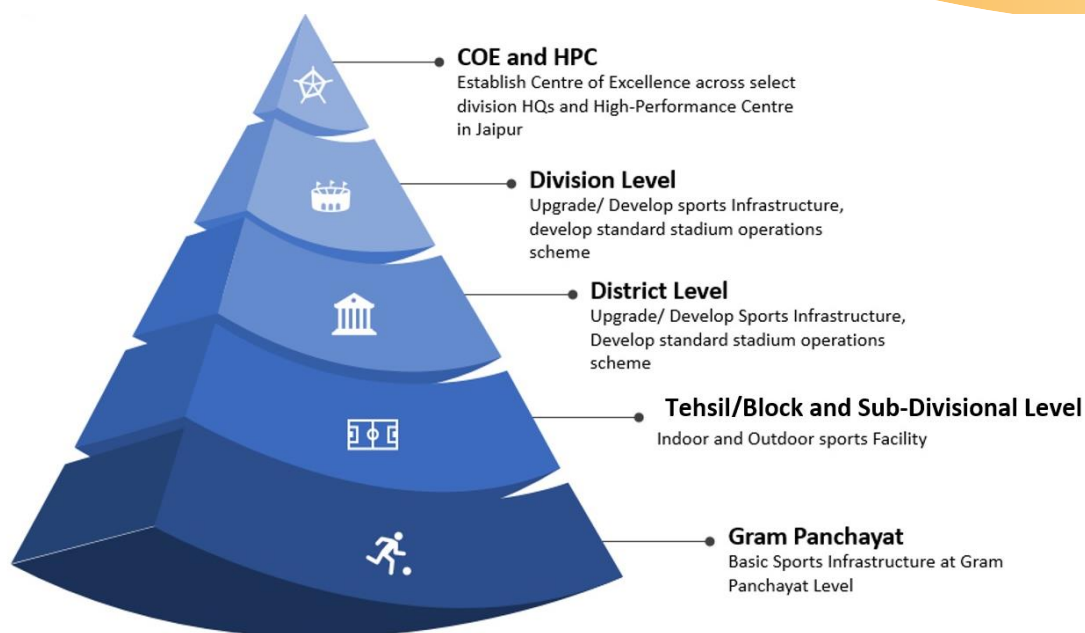 COE and HPC
Establish Centre of Excellence across select
division HQs and High-Performance Centre
in Jaipur
Division Level
Upgrade/ Develop sports Infrastructure,
develop standard stadium operations
scheme
District Level
Upgrade/ Develop Sports Infrastructure,
Develop standard stadium operations
scheme
Tehsil/Block and Sub-Divisional Level
Indoor and Outdoor sports Facility
Gram Panchayat
Basic Sports Infrastructure at Gram
Panchayat Level